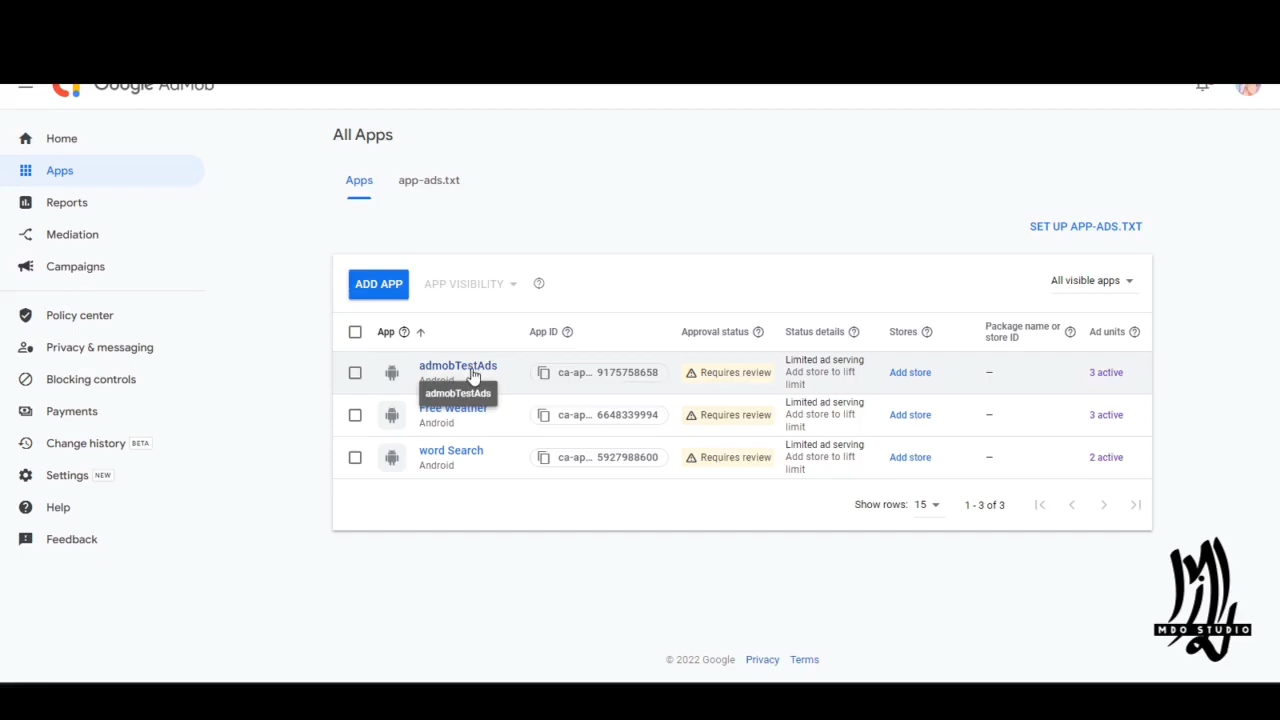 Google AdMob
Home
Apps
Reports
Mediation
Campaigns
Policy center
Privacy & messaging
Blocking controls
Payments
Change history BETA
Settings NEW
Help
Feedback
All Apps
Apps app-ads.txt
SET UP APP-ADS.TXT
ADD APP APP VISIBILITY All visible apps
App App ID Approval status Status details Stores Package name or store ID Ad units
admobTestAds ca-ap... 9175758658 Requires review Limited ad serving Add store – 3 active
Android Add store to lift
admobTestAds limit
Free Weather ca-ap... 6648339994 Requires review Limited ad serving Add store – 3 active
Android Add store to lift
limit
word Search ca-ap... 5927988600 Requires review Limited ad serving Add store – 2 active
Android Add store to lift
limit
Show rows: 15 1 - 3 of 3
MDO STUDIO
© 2022 Google Privacy Terms